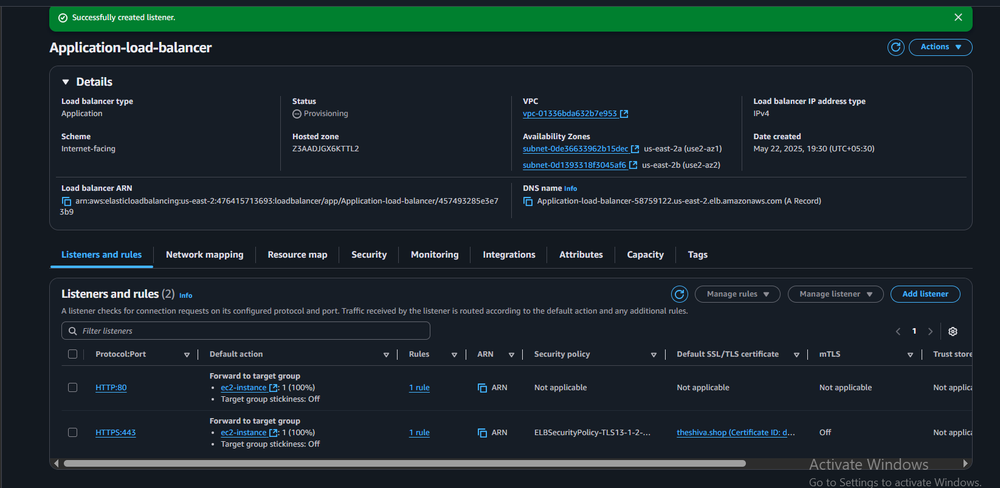 Successfully created listener.
Application-load-balancer
Actions
Details
Load balancer type
Application
Status
Provisioning
VPC
vpc-01336bda632b7e953
Load balancer IP address type
IPv4
Scheme
Internet-facing
Hosted zone
Z3AADJGX6KTTL2
Availability Zones
subnet-0de36633962b15dec us-east-2a (use2-az1)
subnet-0d1393318f3045af6 us-east-2b (use2-az2)
Date created
May 22, 2025, 19:30 (UTC+05:30)
Load balancer ARN
arn:aws:elasticloadbalancing:us-east-2:476415713693:loadbalancer/app/Application-load-balancer/457493285e3e7
3b9
DNS name Info
Application-load-balancer-58759122.us-east-2.elb.amazonaws.com (A Record)
Listeners and rules Network mapping Resource map Security Monitoring Integrations Attributes Capacity Tags
Listeners and rules (2) Info
Manage rules Manage listener Add listener
A listener checks for connection requests on its configured protocol and port. Traffic received by the listener is routed according to the default action and any additional rules.
Filter listeners
1
Protocol:Port Default action Rules ARN Security policy Default SSL/TLS certificate mTLS Trust store
Forward to target group
HTTP:80 • ec2-instance : 1 (100%) 1 rule ARN Not applicable Not applicable Not applicable Not applica
• Target group stickiness: Off
Forward to target group
HTTPS:443 • ec2-instance : 1 (100%) 1 rule ARN ELBSecurityPolicy-TLS13-1-2-... theshiva.shop (Certificate ID: d... Off Not applica
• Target group stickiness: Off
Activate Windows
Go to Settings to activate Windows.